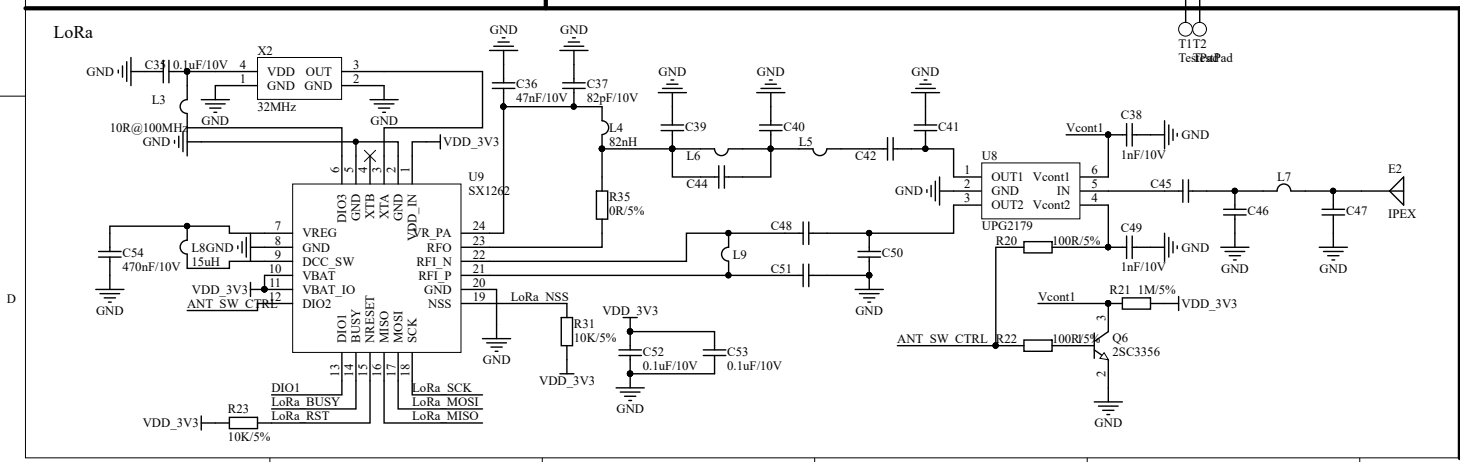 LoRa
T1 T2
TestPad
TestPad
X2
GND
C35 0.1uF/10V
4 VDD OUT 3
1 GND GND 2
32MHz
L3
GND
GND
10R@100MHz
GND
VDD_3V3
GND
C36
47nF/10V
GND
C37
82pF/10V
L4
82nH
R35
0R/5%
GND
C39
GND
C40
GND
C41
L6
C44
L5
C42
U9
SX1262
6 5 4 3 2 1
DIO3
GND
XTB
XTA
GND
VDD_IN
7 VREG
8 GND
9 DCC_SW
10 VBAT
11 VBAT_IO
12 DIO2
VR_PA 24
RFO 23
RFI_N 22
RFI_P 21
GND 20
NSS 19
DIO1
BUSY
NRESET
MISO
MOSI
SCK
13 14 15 16 17 18
C54
470nF/10V
GND
L8
GND
15uH
VDD_3V3
ANT_SW_CTRL
DIO1
LoRa_BUSY
LoRa_RST
LoRa_SCK
LoRa_MOSI
LoRa_MISO
VDD_3V3
R23
10K/5%
GND
LoRa_NSS
R31
10K/5%
VDD_3V3
VDD_3V3
C52
0.1uF/10V
C53
0.1uF/10V
GND
C48
L9
C51
C50
GND
U8
1 OUT1 Vcont1 6
2 GND IN 5
3 OUT2 Vcont2 4
UPG2179
GND
Vcont1
C38
1nF/10V
GND
C45
C46
GND
L7
C47
GND
E2
IPEX
R20
100R/5%
C49
1nF/10V
GND
Vcont1
R21 1M/5%
VDD_3V3
ANT_SW_CTRL
R22
100R/5%
Q6
2SC3356
3
1
2
GND
D